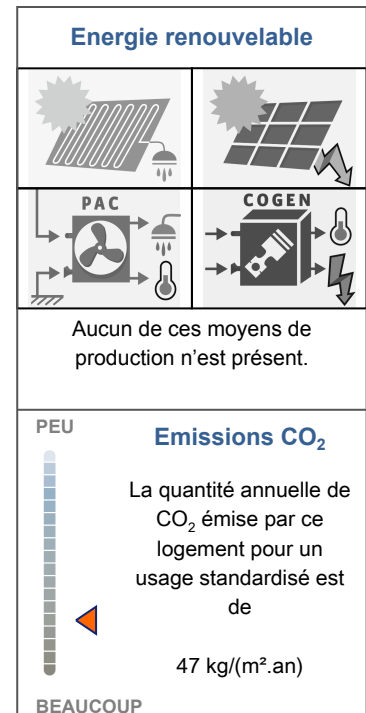 Energie renouvelable
PAC
COGEN
Aucun de ces moyens de
production n'est présent.
PEU
Emissions CO₂
La quantité annuelle de
CO₂ émise par ce
logement pour un
usage standardisé est
de
47 kg/(m².an)
BEAUCOUP